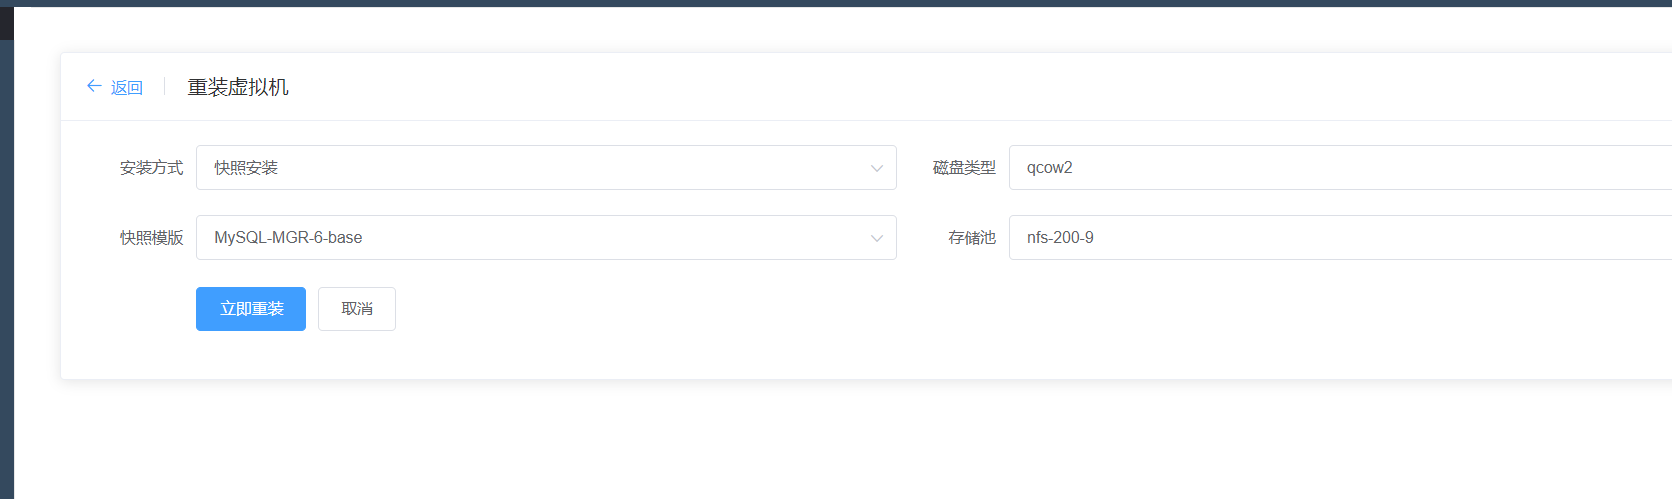 返回 重装虚拟机
安装方式 快照安装 磁盘类型 qcow2
快照模版 MySQL-MGR-6-base 存储池 nfs-200-9
立即重装 取消